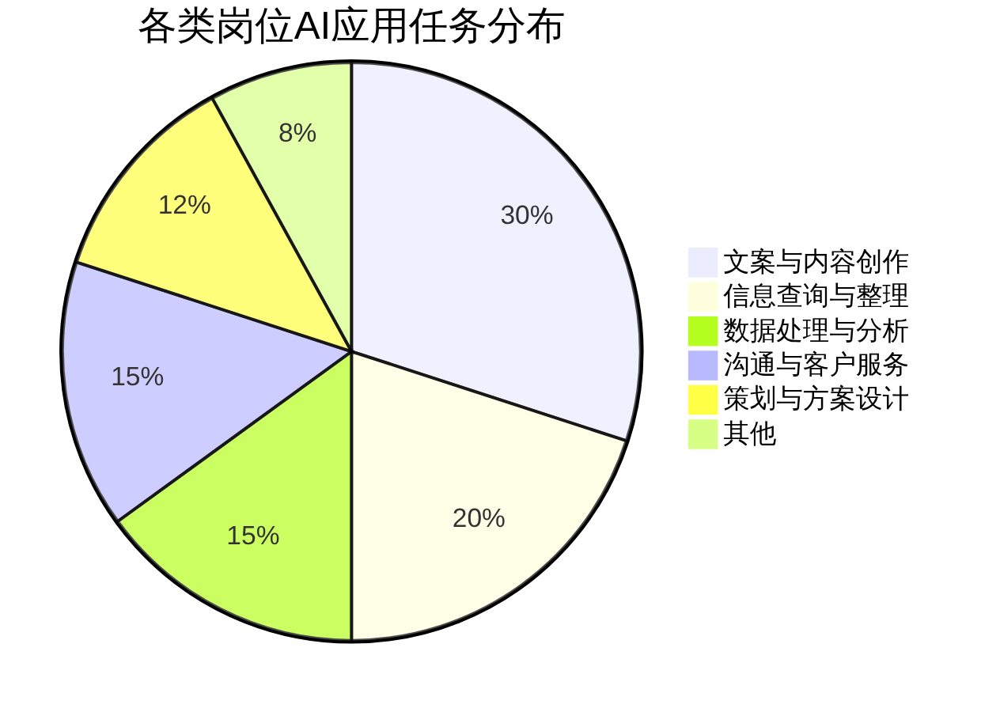 各类岗位AI应用任务分布
8%
30%
12%
15%
20%
15%
文案与内容创作
信息查询与整理
数据处理与分析
沟通与客户服务
策划与方案设计
其他